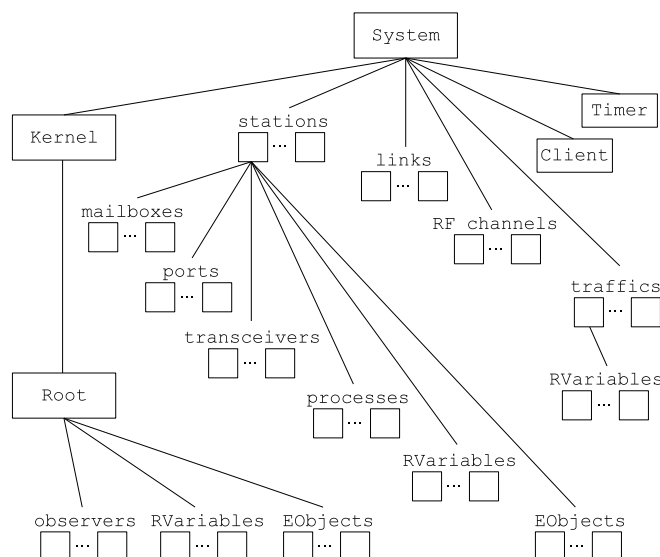 System
Timer
Kernel
stations
...
Client
links
...
mailboxes
...
RF channels
...
ports
...
traffics
...
transceivers
...
RVariables
...
Root
processes
...
RVariables
...
observers RVariables EObjects EObjects
... ... ... ...